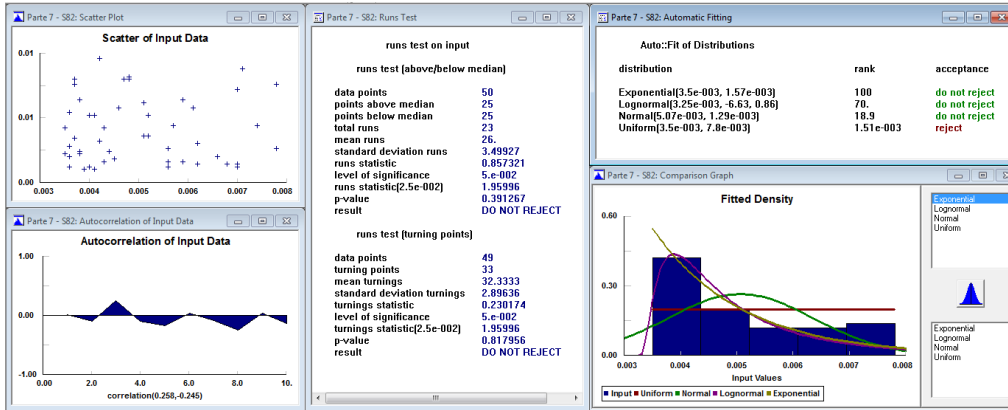 Parte 7 - S82: Scatter Plot
Scatter of Input Data
0.01
0.01
0.00
0.003 0.004 0.005 0.006 0.007 0.008
Parte 7 - S82: Autocorrelation of Input Data
Autocorrelation of Input Data
1.00
0.00
-1.00
0.00 2.0 4.0 6.0 8.0 10.
correlation(0.258,-0.245)
Parte 7 - S82: Runs Test
runs test on input
runs test (above/below median)
data points 50
points above median 25
points below median 25
total runs 23
mean runs 26.
standard deviation runs 3.49927
runs statistic 0.857321
level of significance 5.e-002
runs statistic(2.5e-002) 1.95996
p-value 0.391267
result DO NOT REJECT
runs test (turning points)
data points 49
turning points 33
mean turnings 32.3333
standard deviation turnings 2.89636
turnings statistic 0.230174
level of significance 5.e-002
turnings statistic(2.5e-002) 1.95996
p-value 0.817956
result DO NOT REJECT
Parte 7 - S82: Automatic Fitting
Auto::Fit of Distributions
distribution rank acceptance
Exponential(3.5e-003, 1.57e-003) 100 do not reject
Lognormal(3.25e-003, -6.63, 0.86) 70. do not reject
Normal(5.07e-003, 1.29e-003) 18.9 do not reject
Uniform(3.5e-003, 7.8e-003) 1.51e-003 reject
Parte 7 - S82: Comparison Graph
Fitted Density
0.60
0.30
0.00
0.003 0.004 0.005 0.006 0.007 0.008
Input Values
Input Uniform Normal Lognormal Exponential
Exponential
Lognormal
Normal
Uniform
Exponential
Lognormal
Normal
Uniform